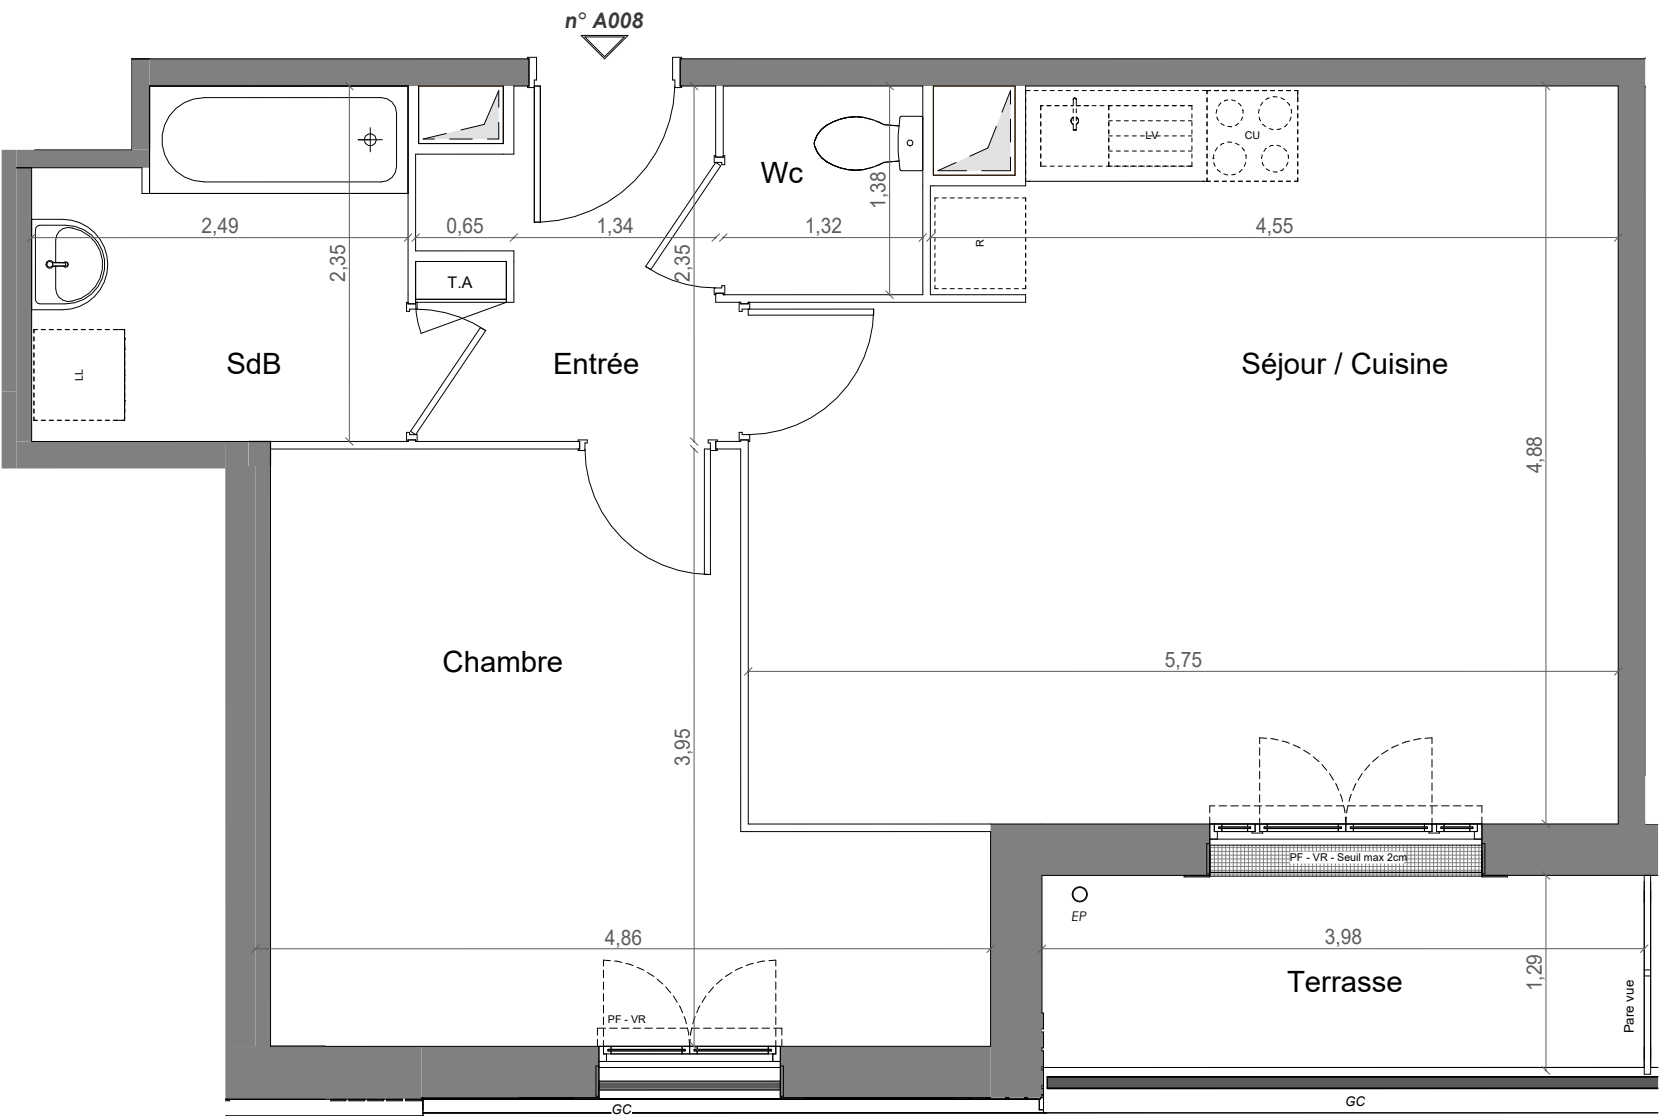 n° A008
Wc
LV
CU
1,38
2,49
0,65
1,34
1,32
4,55
2,35
2,35
R
T.A
LL
SdB
Entrée
Séjour / Cuisine
4,88
Chambre
5,75
3,95
PF - VR - Seuil max 2cm
EP
4,86
3,98
1,29
Terrasse
Pare vue
PF - VR
GC
GC